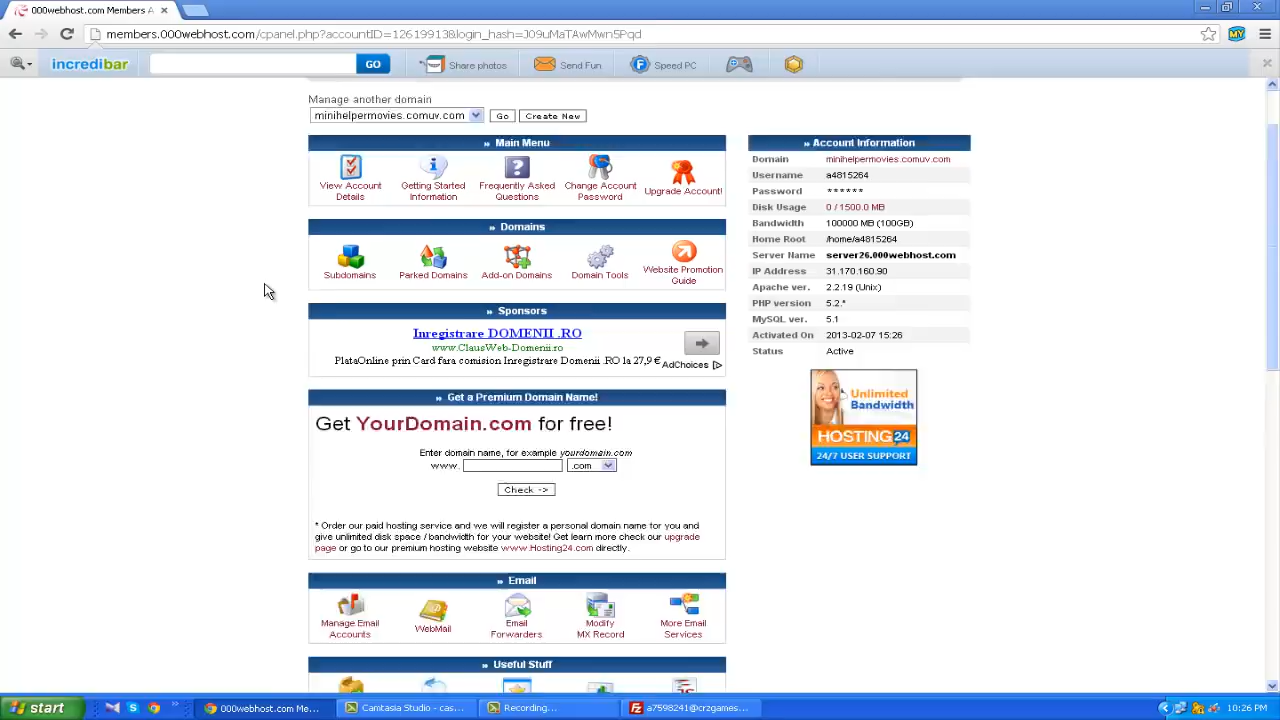 000webhost.com Members A
members.000webhost.com/cpanel.php?accountID=12619913&login_hash=J09uMaTAwMwn5Pqd
MY
incredibar
GO
Share photos
Send Fun
Speed PC
Manage another domain
minihelpermovies.comuv.com
Go
Create New
» Main Menu
View Account Details
Getting Started Information
Frequently Asked Questions
Change Account Password
Upgrade Account!
» Domains
Subdomains
Parked Domains
Add-on Domains
Domain Tools
Website Promotion Guide
» Sponsors
Inregistrare DOMENII .RO
www.ClausWeb-Domenii.ro
PlataOnline prin Card fara comision Inregistrare Domenii .RO la 27,9 €
AdChoices
» Get a Premium Domain Name!
Get YourDomain.com for free!
Enter domain name, for example yourdomain.com
www.
.com
Check ->
* Order our paid hosting service and we will register a personal domain name for you and
give unlimited disk space / bandwidth for your website! Get learn more check our upgrade
page or go to our premium hosting website www.Hosting24.com directly.
» Email
Manage Email Accounts
WebMail
Email Forwarders
Modify MX Record
More Email Services
» Useful Stuff
» Account Information
Domain minihelpermovies.comuv.com
Username a4815264
Password ******
Disk Usage 0 / 1500.0 MB
Bandwidth 100000 MB (100GB)
Home Root /home/a4815264
Server Name server26.000webhost.com
IP Address 31.170.160.90
Apache ver. 2.2.19 (Unix)
PHP version 5.2.*
MySQL ver. 5.1
Activated On 2013-02-07 15:26
Status Active
Unlimited
Bandwidth
HOSTING 24
24/7 USER SUPPORT
start
000webhost.com Me...
Camtasia Studio - cas...
Recording...
a7598241@crzgames...
10:26 PM